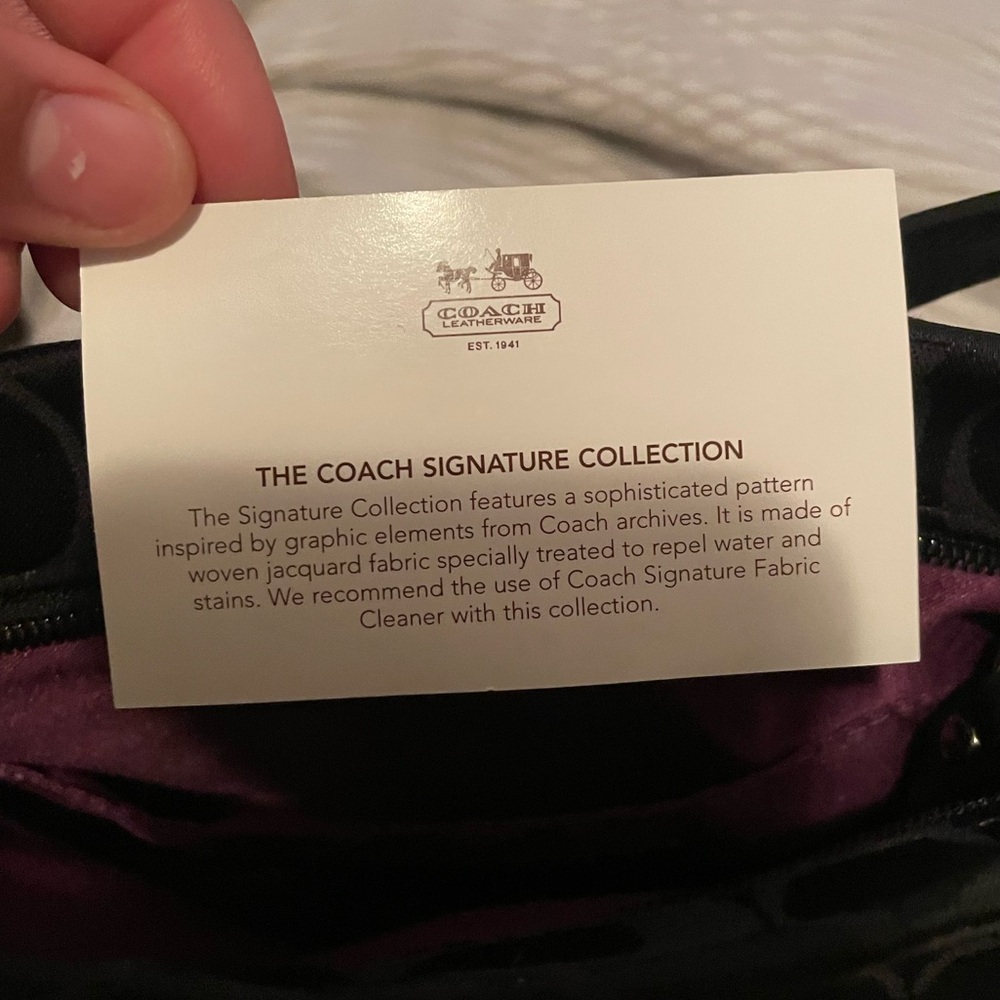 COACH
LEATHERWARE
EST. 1941
THE COACH SIGNATURE COLLECTION
The Signature Collection features a sophisticated pattern
inspired by graphic elements from Coach archives. It is made of
woven jacquard fabric specially treated to repel water and
stains. We recommend the use of Coach Signature Fabric
Cleaner with this collection.